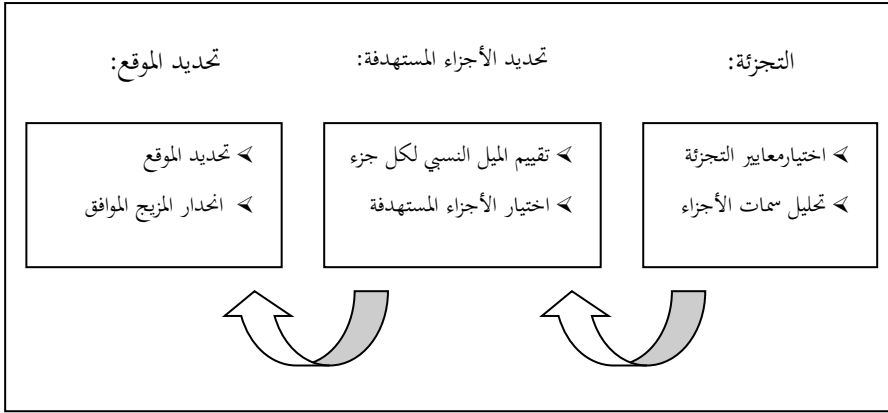 التجزئة:
اختيارمعايير التجزئة
تحليل سمات الأجزاء
تحديد الأجزاء المستهدفة:
تقييم الميل النسبي لكل جزء
اختيار الأجزاء المستهدفة
تحديد الموقع:
تحديد الموقع
انحدار المزيج الموافق